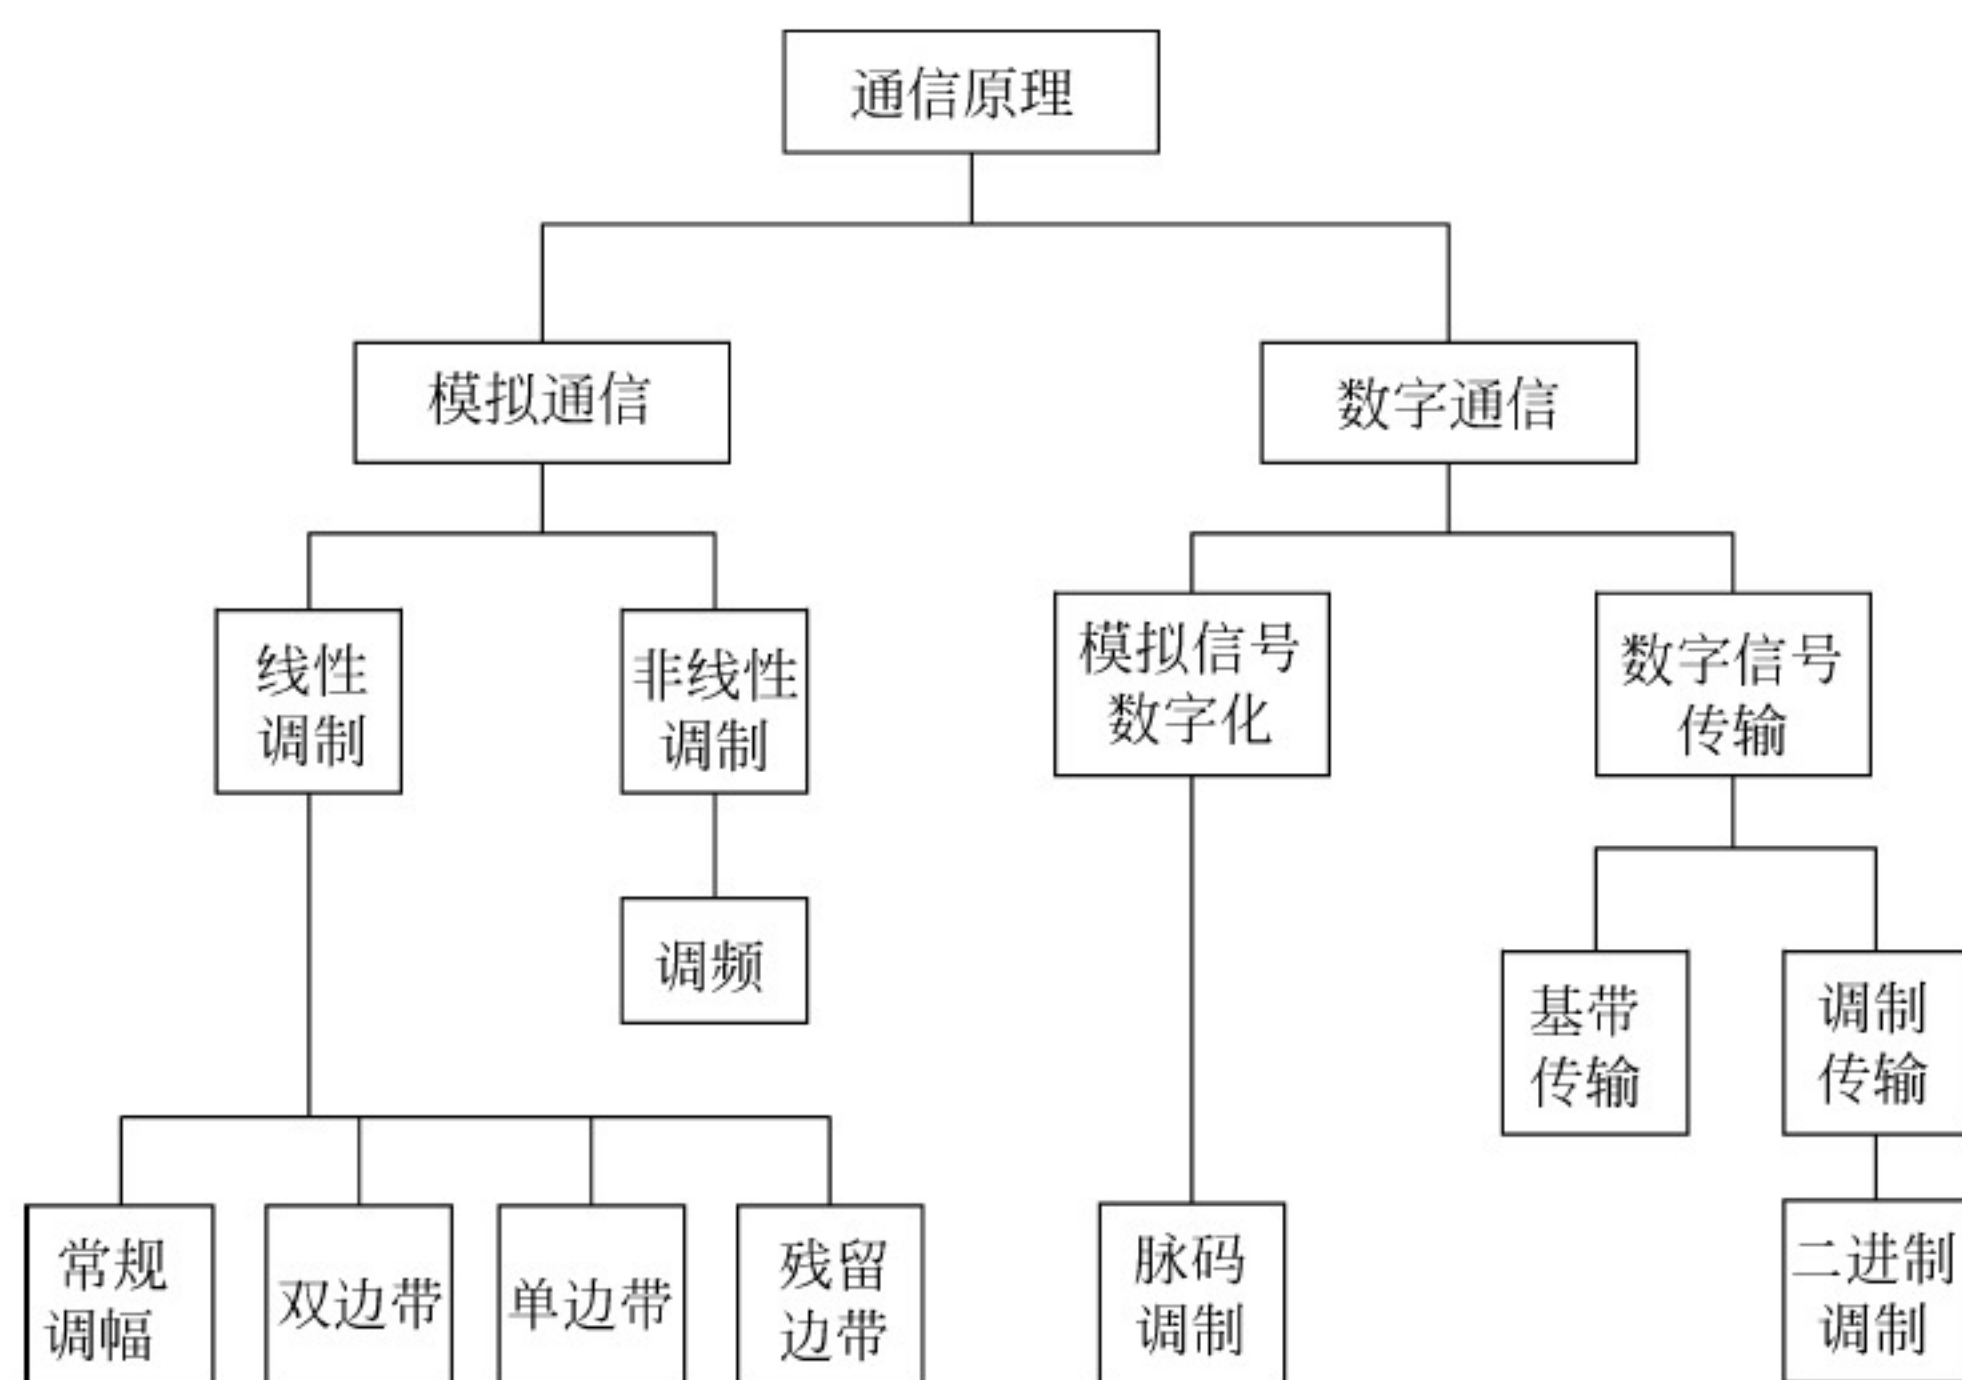 通信原理
模拟通信
数字通信
线性
调制
非线性
调制
模拟信号
数字化
数字信号
传输
调频
基带
传输
调制
传输
常规
调幅
双边带
单边带
残留
边带
脉码
调制
二进制
调制